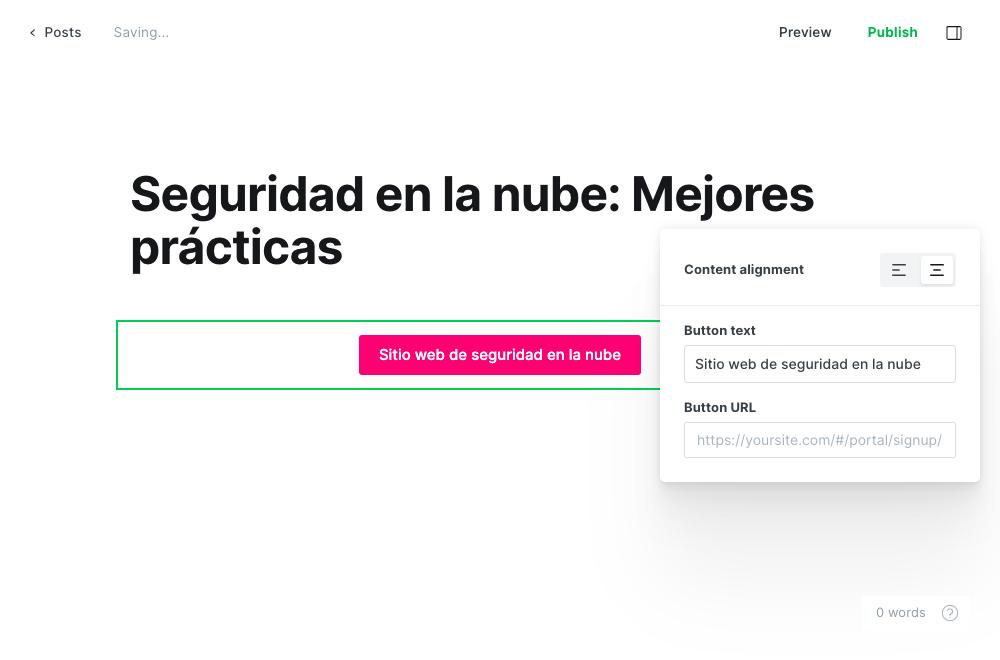 Posts
Saving...
Preview
Publish
Seguridad en la nube: Mejores
prácticas
Content alignment
Sitio web de seguridad en la nube
Button text
Sitio web de seguridad en la nube
Button URL
https://yoursite.com/#/portal/signup/
0 words